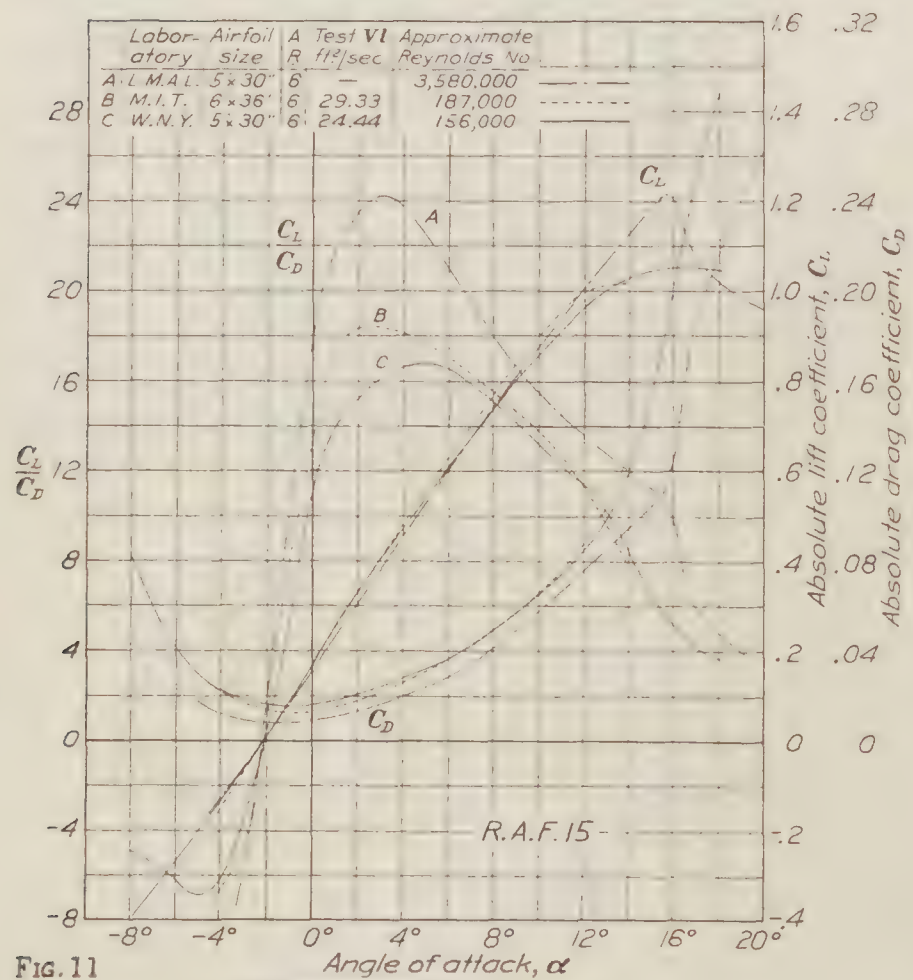 Labor- Airfoil A Test Vl Approximate
atory size R ft²/sec Reynolds No.
A L.M.A.L. 5×30" 6 — 3,580,000
B M.I.T. 6×36" 6 29.33 187,000
C W.N.Y. 5×30" 6 24.44 156,000
28
24
20
16
12
8
4
0
-4
-8
C_L
C_D
C_L
C_D
A
B
C
C_L
C_D
R.A.F. 15
1.6 .32
1.4 .28
1.2 .24
1.0 .20
.8 .16
.6 .12
.4 .08
.2 .04
0 0
-.2
-.4
Absolute lift coefficient, C_L
Absolute drag coefficient, C_D
-8° -4° 0° 4° 8° 12° 16° 20°
Angle of attack, α
FIG. 11